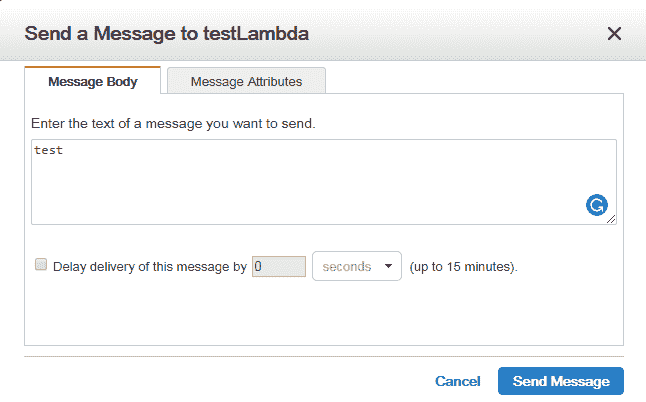 Send a Message to testLambda
Message Body Message Attributes
Enter the text of a message you want to send.
test
Delay delivery of this message by 0 seconds (up to 15 minutes).
Cancel Send Message